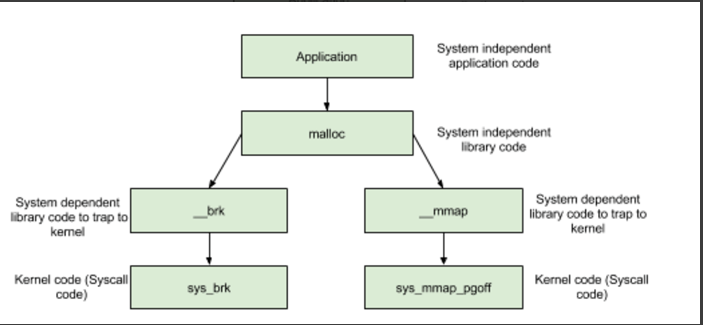 Application
System independent
application code
malloc
System independent
library code
System dependent
library code to trap to
kernel
__brk
__mmap
System dependent
library code to trap to
kernel
Kernel code (Syscall
code)
sys_brk
sys_mmap_pgoff
Kernel code (Syscall
code)